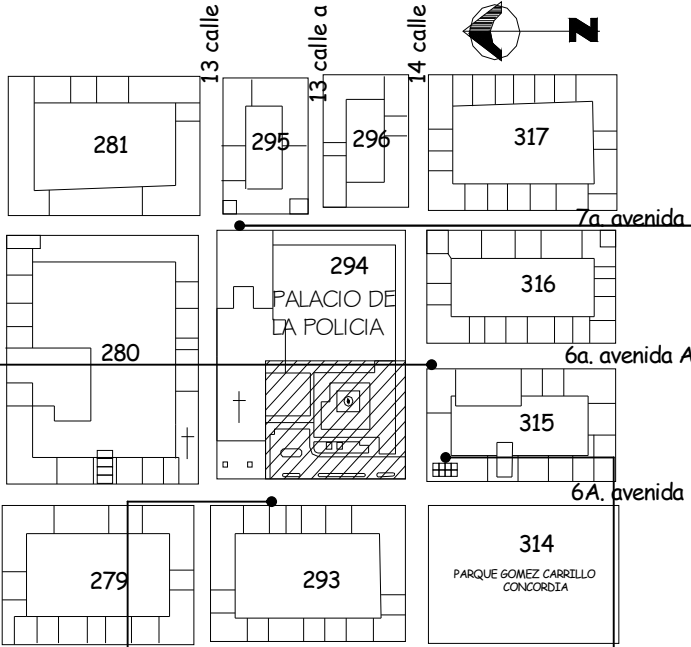 13 calle
13 calle a
14 calle
N
281
295
296
317
7a. avenida
294
PALACIO DE
LA POLICIA
316
280
6a. avenida A
315
6A. avenida
279
293
314
PARQUE GOMEZ CARRILLO
CONCORDIA